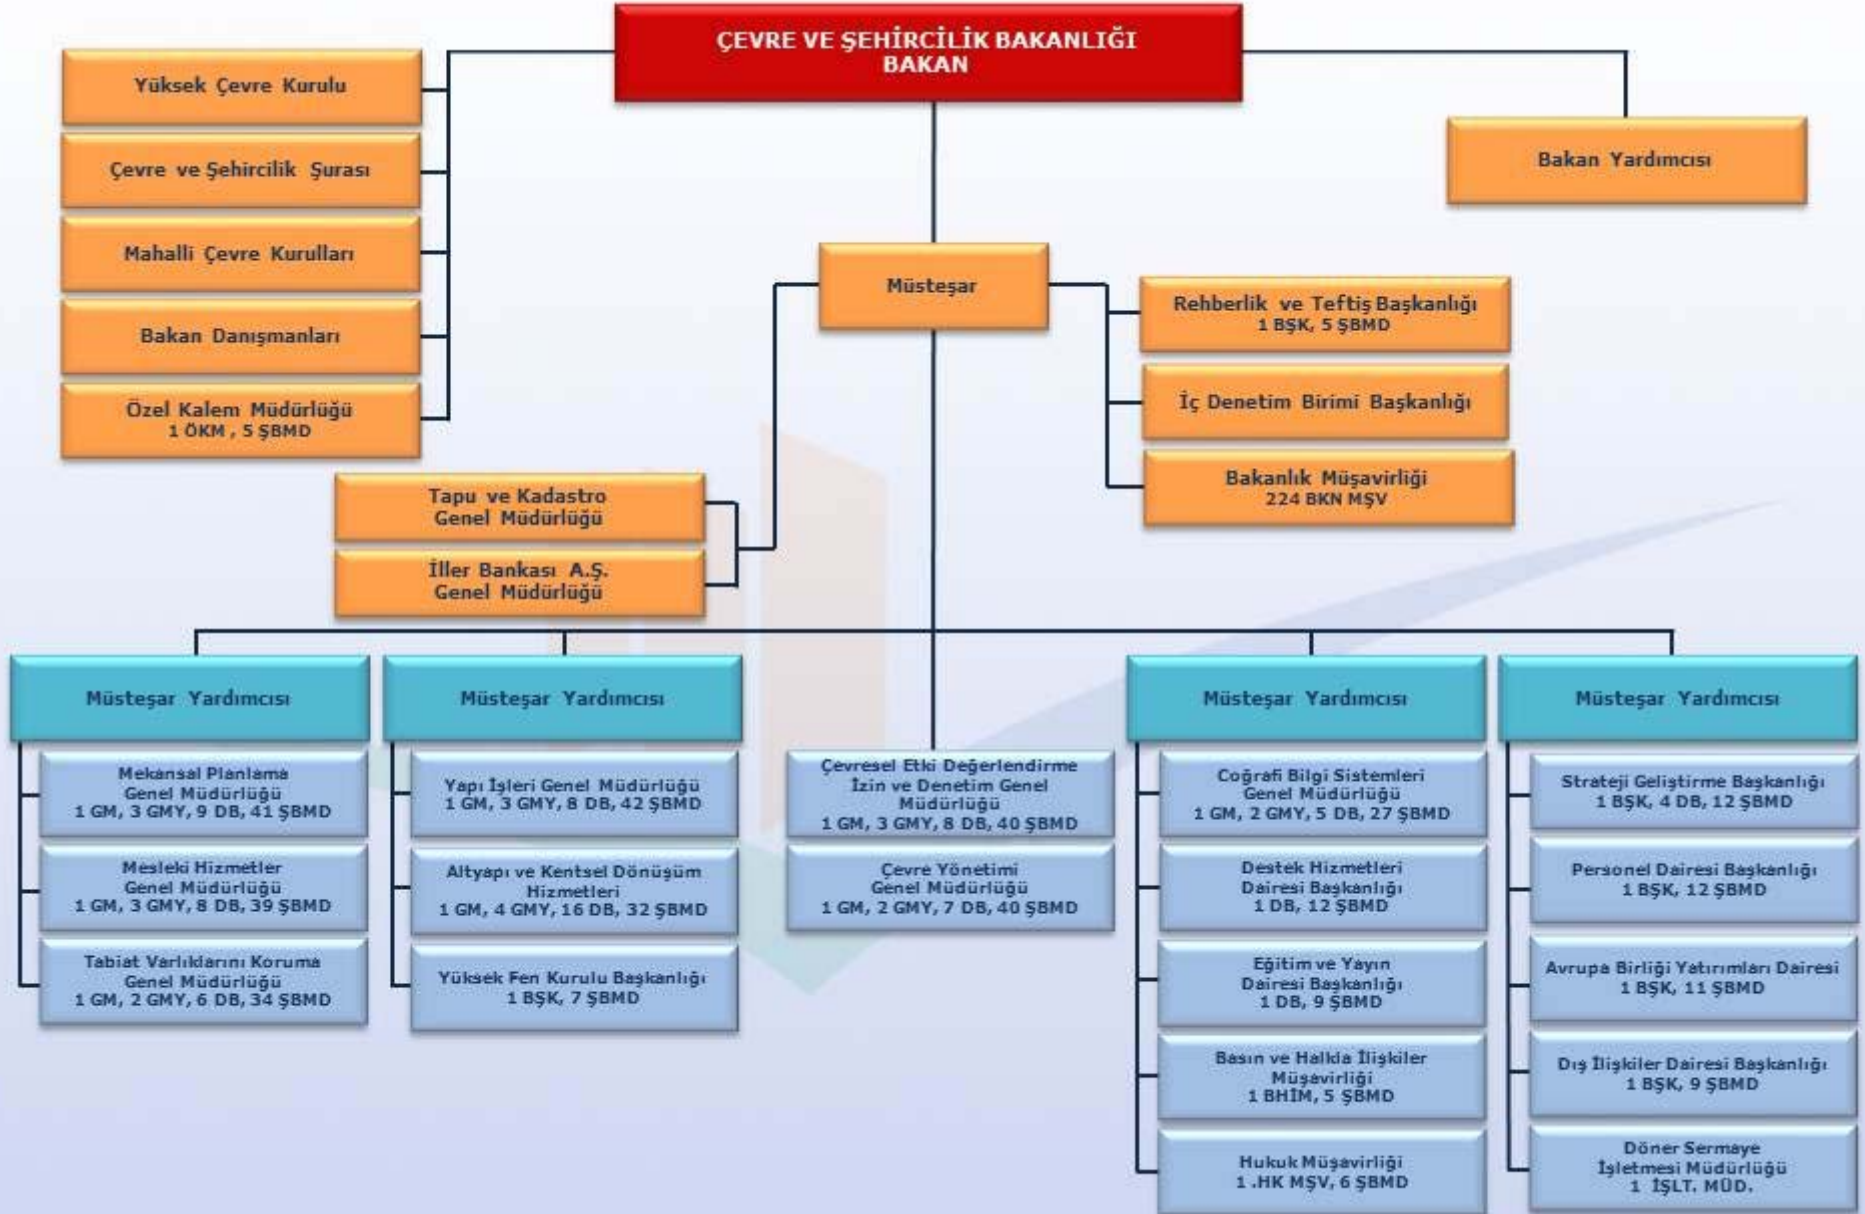 ÇEVRE VE ŞEHİRCİLİK BAKANLIĞI
BAKAN
Yüksek Çevre Kurulu
Çevre ve Şehircilik Şurası
Mahalli Çevre Kurulları
Bakan Danışmanları
Özel Kalem Müdürlüğü
1 ÖKM , 5 ŞBMD
Bakan Yardımcısı
Müsteşar
Rehberlik ve Teftiş Başkanlığı
1 BŞK, 5 ŞBMD
İç Denetim Birimi Başkanlığı
Bakanlık Müşavirliği
224 BKN MŞV
Tapu ve Kadastro
Genel Müdürlüğü
İller Bankası A.Ş.
Genel Müdürlüğü
Müsteşar Yardımcısı
Mekansal Planlama
Genel Müdürlüğü
1 GM, 3 GMY, 9 DB, 41 ŞBMD
Mesleki Hizmetler
Genel Müdürlüğü
1 GM, 3 GMY, 8 DB, 39 ŞBMD
Tabiat Varlıklarını Koruma
Genel Müdürlüğü
1 GM, 2 GMY, 6 DB, 34 ŞBMD
Müsteşar Yardımcısı
Yapı İşleri Genel Müdürlüğü
1 GM, 3 GMY, 8 DB, 42 ŞBMD
Altyapı ve Kentsel Dönüşüm
Hizmetleri
1 GM, 4 GMY, 16 DB, 32 ŞBMD
Yüksek Fen Kurulu Başkanlığı
1 BŞK, 7 ŞBMD
Çevresel Etki Değerlendirme
İzin ve Denetim Genel
Müdürlüğü
1 GM, 3 GMY, 8 DB, 40 ŞBMD
Çevre Yönetimi
Genel Müdürlüğü
1 GM, 2 GMY, 7 DB, 40 ŞBMD
Müsteşar Yardımcısı
Coğrafi Bilgi Sistemleri
Genel Müdürlüğü
1 GM, 2 GMY, 5 DB, 27 ŞBMD
Destek Hizmetleri
Dairesi Başkanlığı
1 DB, 12 ŞBMD
Eğitim ve Yayın
Dairesi Başkanlığı
1 DB, 9 ŞBMD
Basın ve Halkla İlişkiler
Müşavirliği
1 BHİM, 5 ŞBMD
Hukuk Müşavirliği
1 .HK MŞV, 6 ŞBMD
Müsteşar Yardımcısı
Strateji Geliştirme Başkanlığı
1 BŞK, 4 DB, 12 ŞBMD
Personel Dairesi Başkanlığı
1 BŞK, 12 ŞBMD
Avrupa Birliği Yatırımları Dairesi
1 BŞK, 11 ŞBMD
Dış İlişkiler Dairesi Başkanlığı
1 BŞK, 9 ŞBMD
Döner Sermaye
İşletmesi Müdürlüğü
1 İŞLT. MÜD.